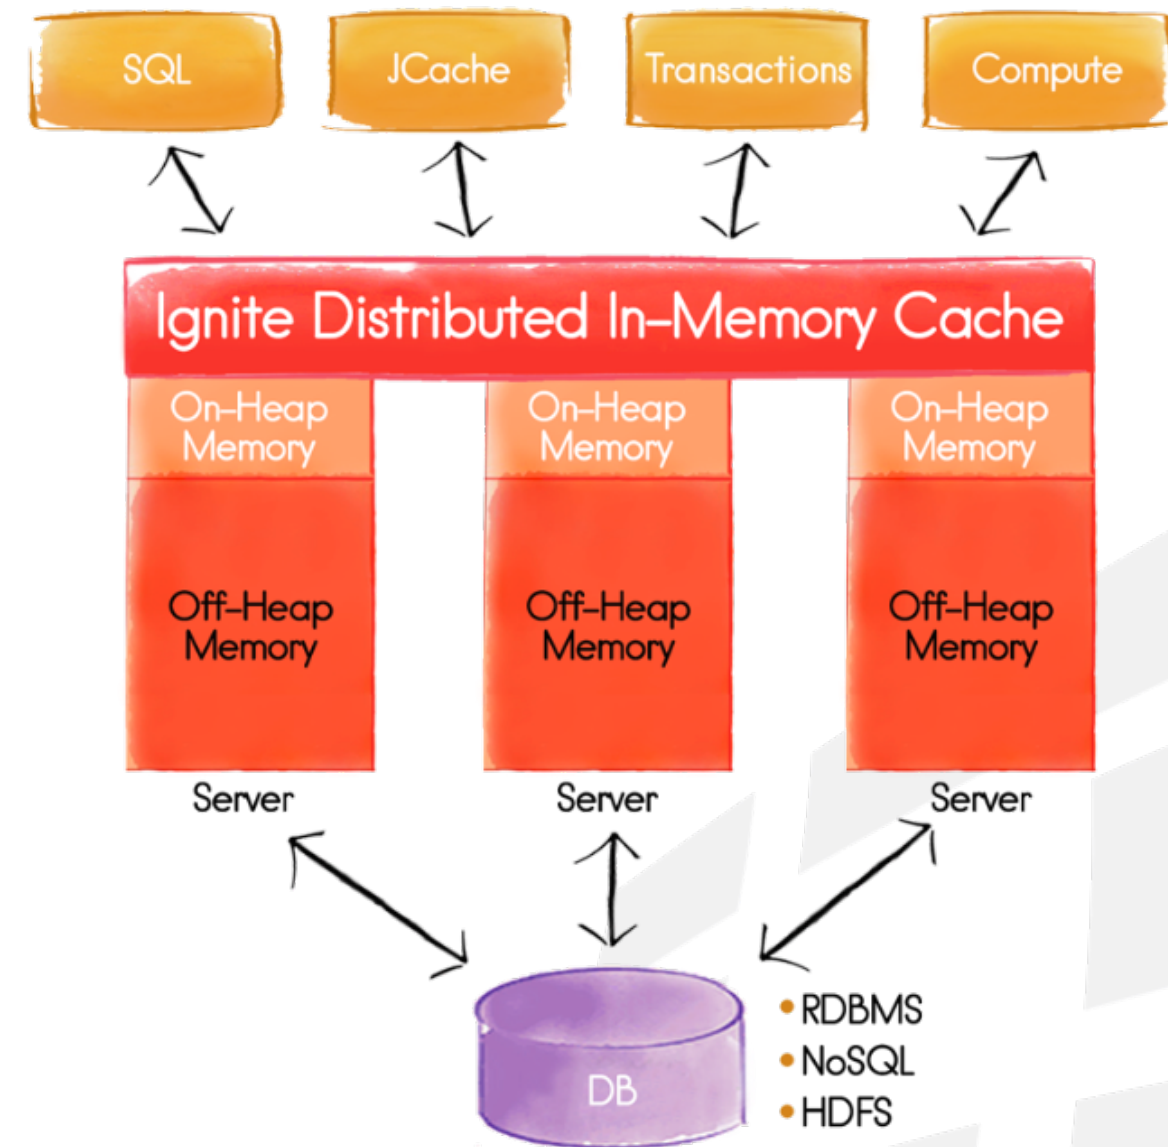 SQL
JCache
Transactions
Compute
Ignite Distributed In-Memory Cache
On-Heap
Memory
On-Heap
Memory
On-Heap
Memory
Off-Heap
Memory
Off-Heap
Memory
Off-Heap
Memory
Server
Server
Server
DB
• RDBMS
• NoSQL
• HDFS